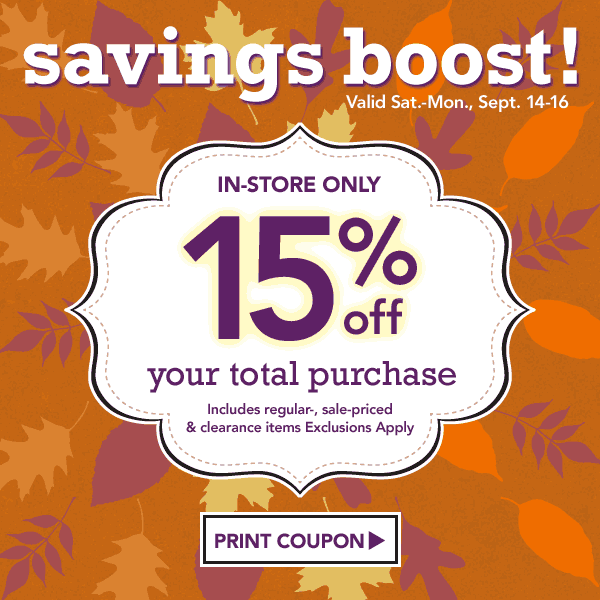 savings boost!
Valid Sat.-Mon., Sept. 14-16
IN-STORE ONLY
15%
off
your total purchase
Includes regular-, sale-priced
& clearance items Exclusions Apply
PRINT COUPON▶